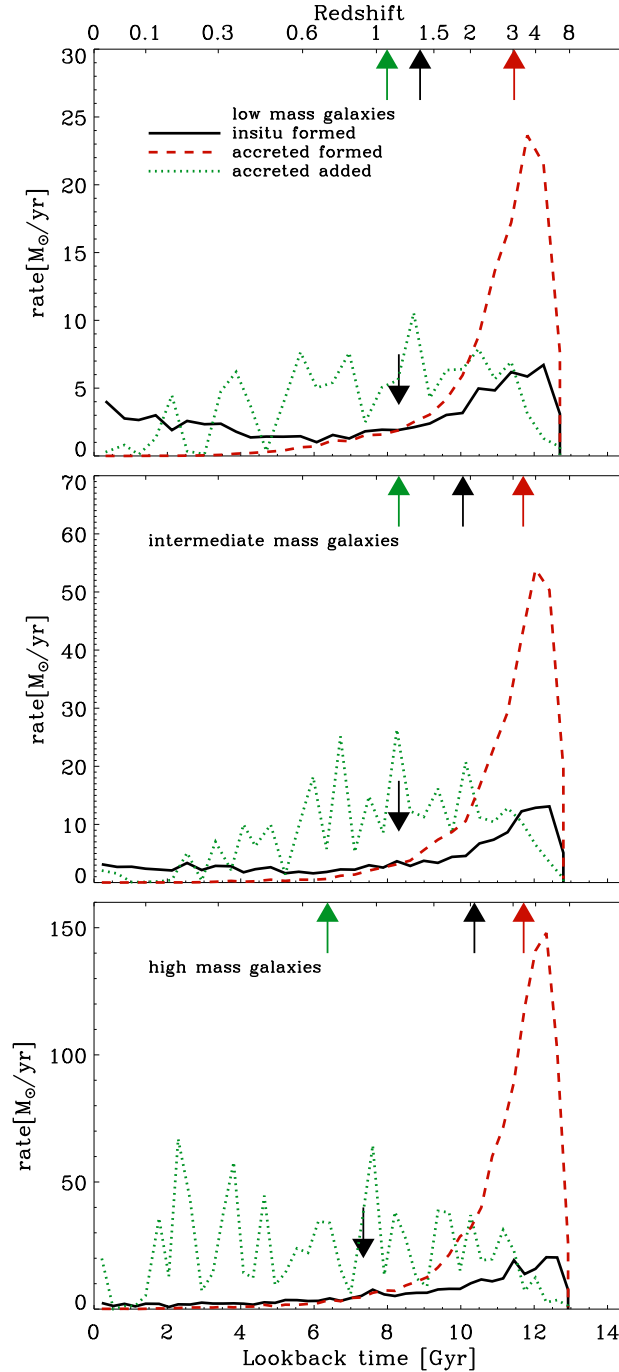 Redshift
0 0.1 0.3 0.6 1 1.5 2 3 4 8
30
25
20
15
10
5
0
rate[M⊙/yr]
low mass galaxies
insitu formed
accreted formed
accreted added
70
60
50
40
30
20
10
0
rate[M⊙/yr]
intermediate mass galaxies
150
100
50
0
rate[M⊙/yr]
high mass galaxies
0 2 4 6 8 10 12 14
Lookback time [Gyr]